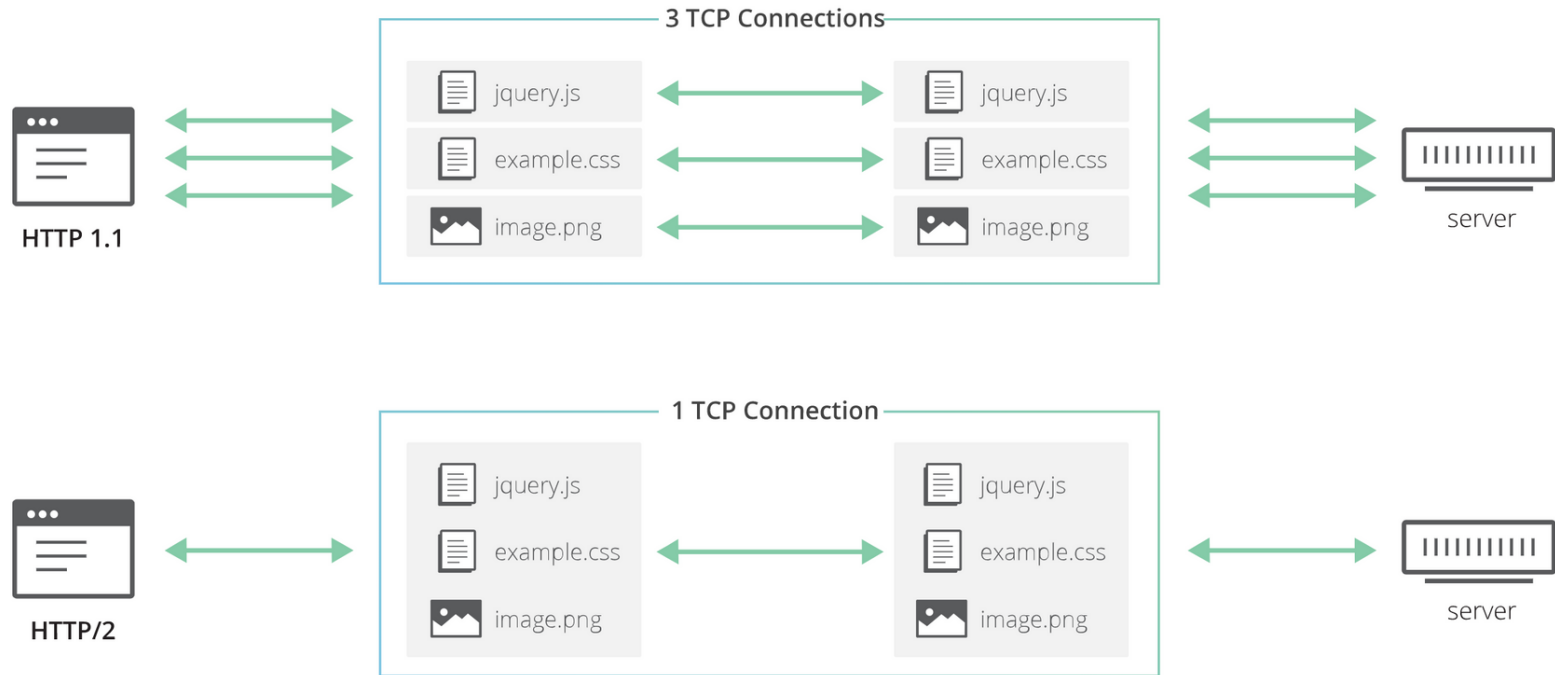 3 TCP Connections
jquery.js
jquery.js
example.css
example.css
image.png
image.png
HTTP 1.1
server
1 TCP Connection
jquery.js
jquery.js
example.css
example.css
image.png
image.png
HTTP/2
server